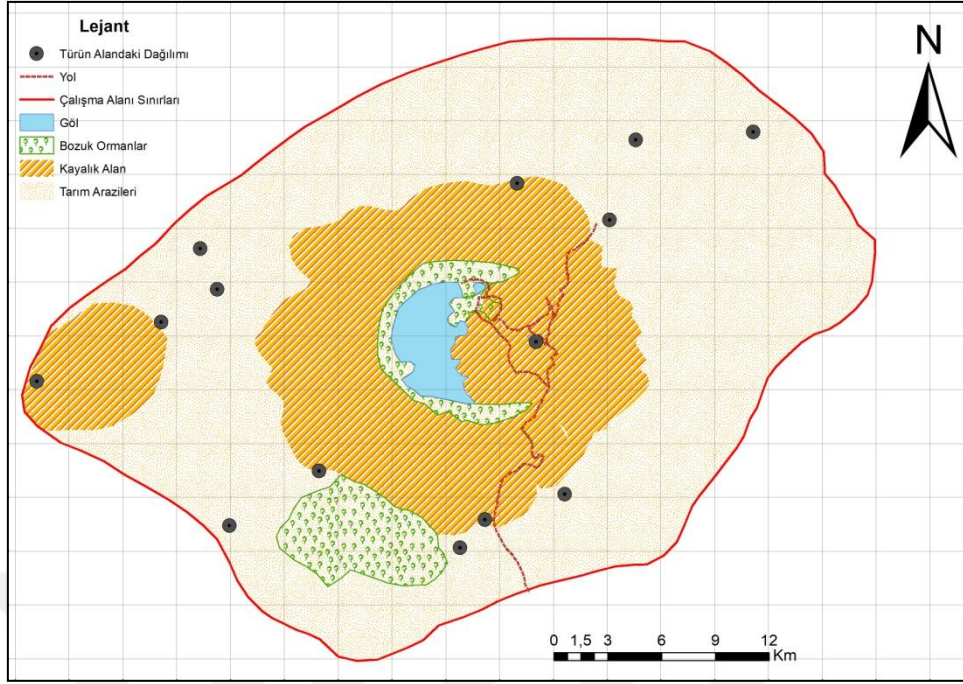 Lejant
Türün Alandaki Dağılımı
Yol
Çalışma Alanı Sınırları
Göl
Bozuk Ormanlar
Kayalık Alan
Tarım Arazileri
N
0 1,5 3 6 9 12
Km